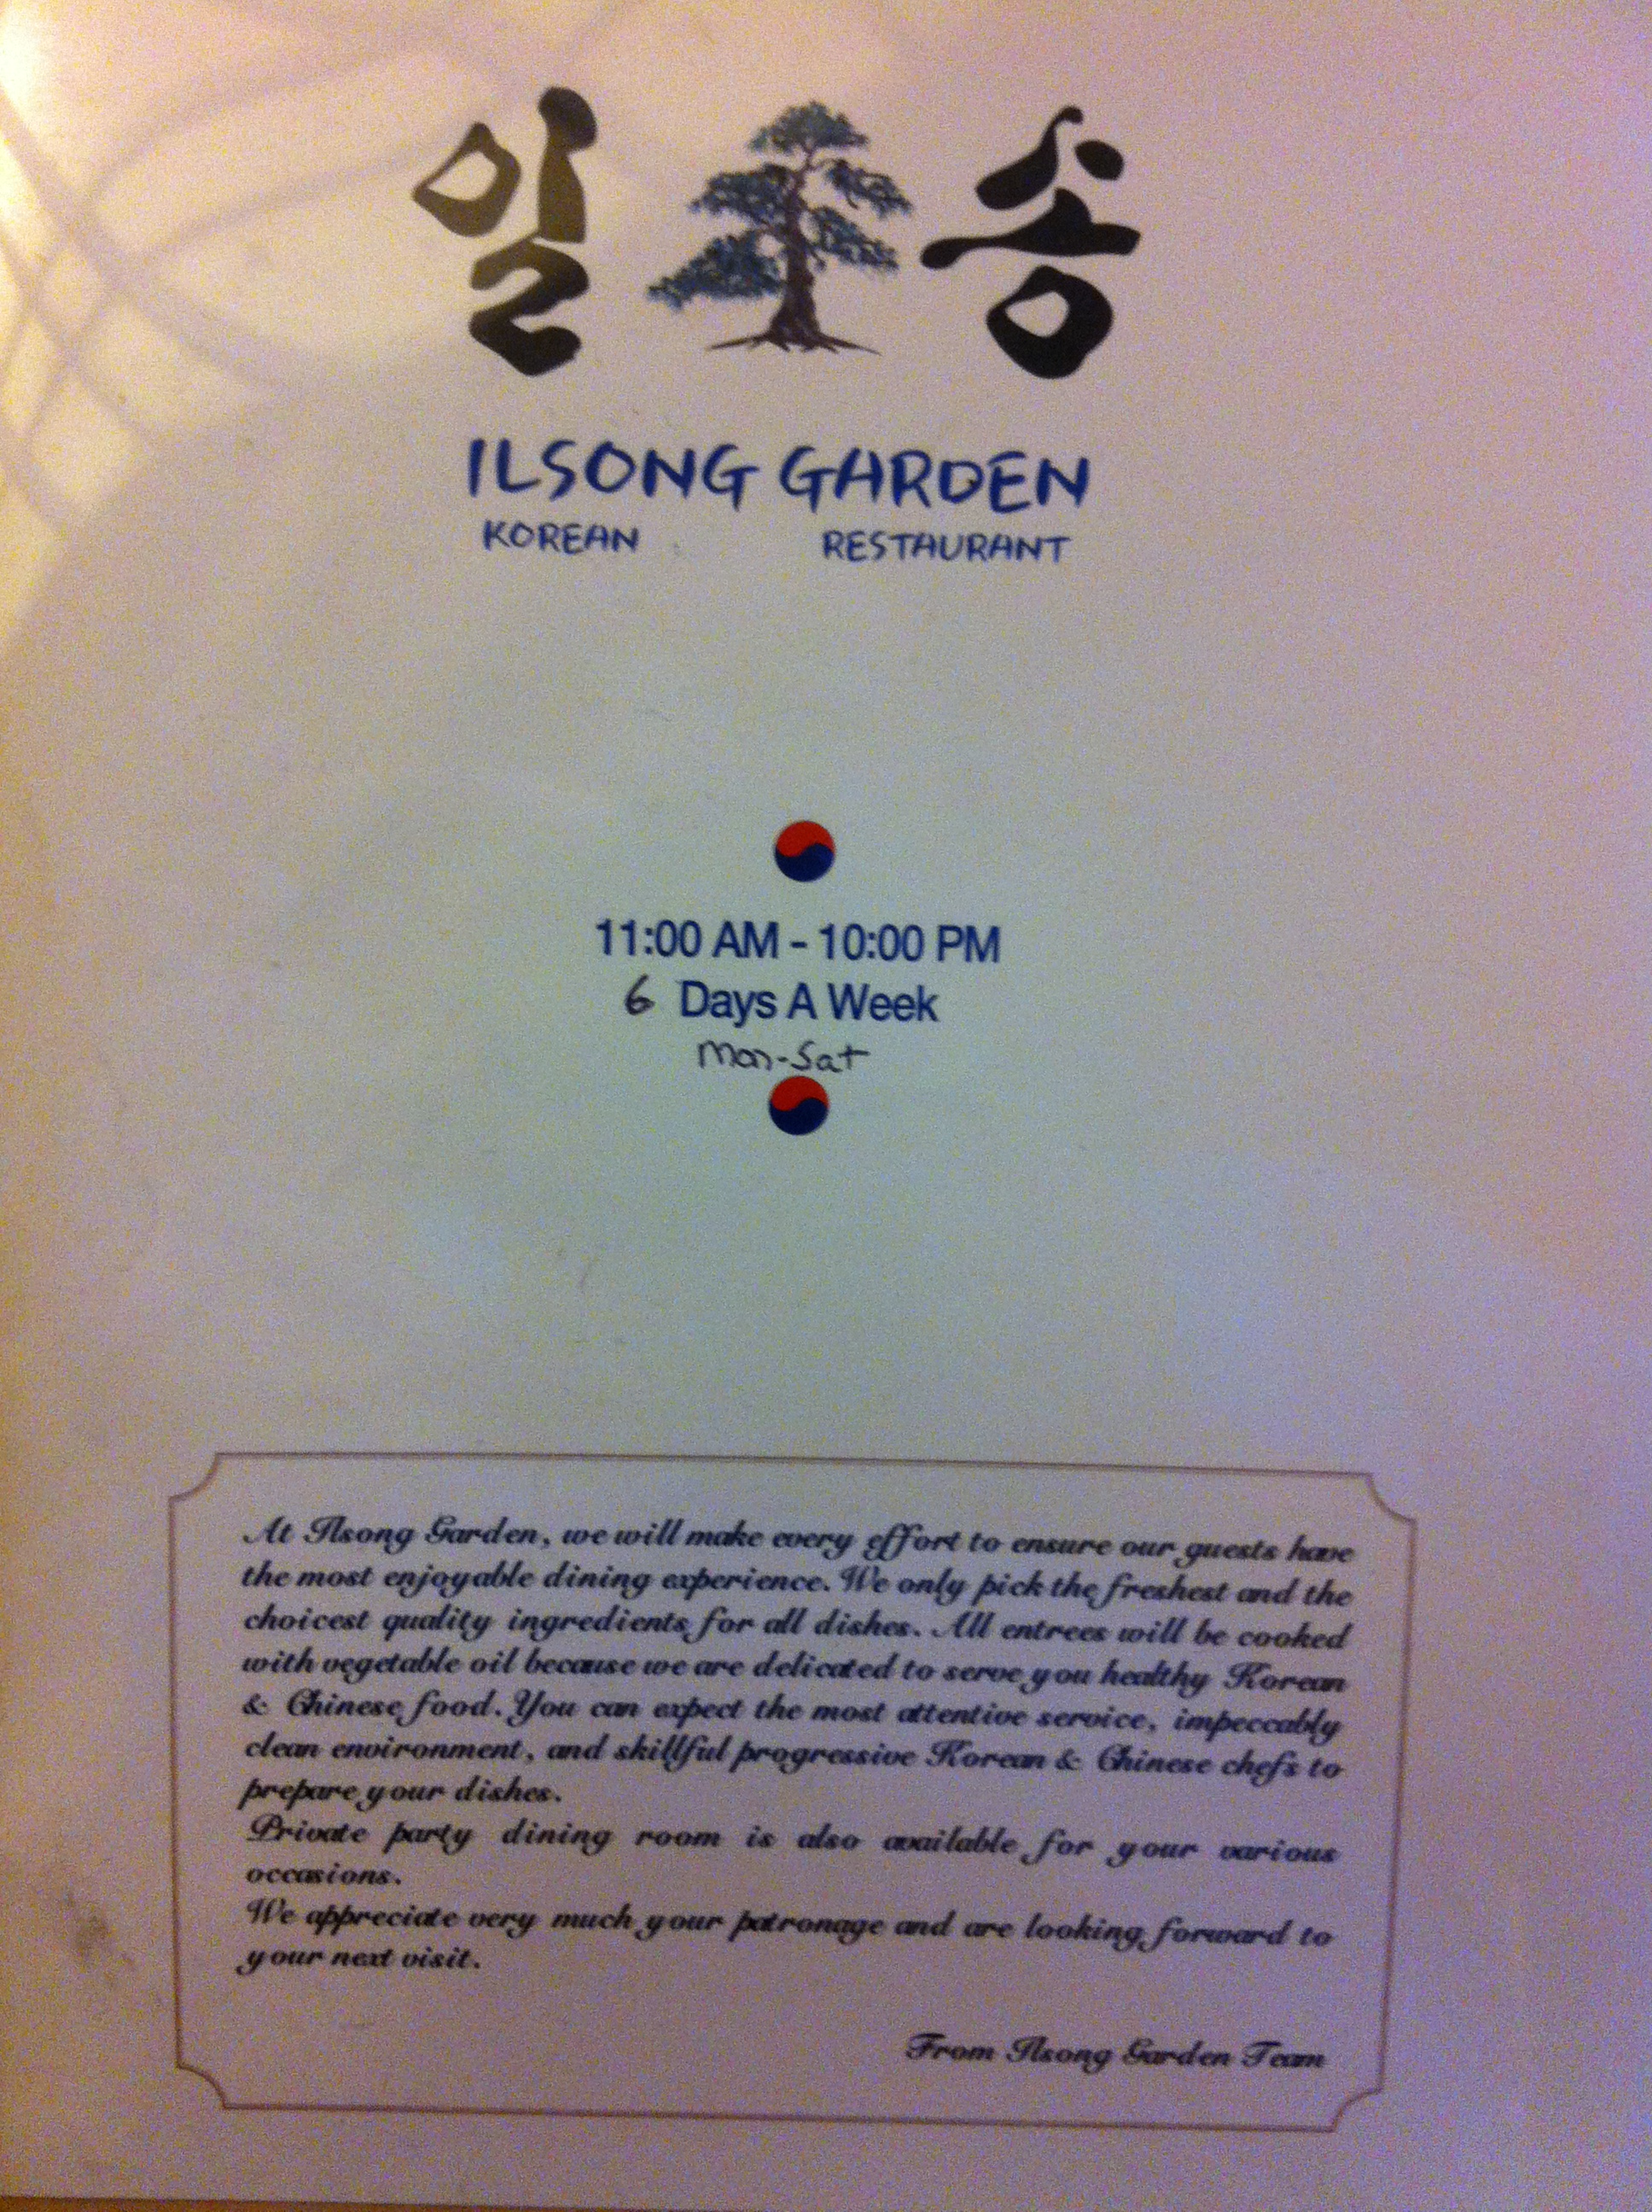 일 송
ILSONG GARDEN
KOREAN RESTAURANT
11:00 AM - 10:00 PM
6 Days A Week
Mon-Sat
At Ilsong Garden, we will make every effort to ensure our guests have
the most enjoyable dining experience. We only pick the freshest and the
choicest quality ingredients for all dishes. All entrees will be cooked
with vegetable oil because we are delicated to serve you healthy Korean
& Chinese food. You can expect the most attentive service, impeccably
clean environment, and skillful progressive Korean & Chinese chefs to
prepare your dishes.
Private party dining room is also available for your various
occasions.
We appreciate very much your patronage and are looking forward to
your next visit.
From Ilsong Garden Team